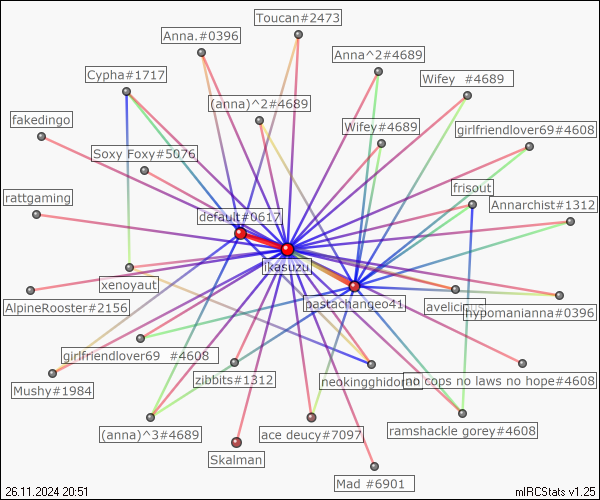 Toucan#2473
Anna.#0396
Anna^2#4689
Cypha#1717
Wifey #4689
(anna)^2#4689
fakedingo
Wifey#4689
girlfriendlover69#4608
Soxy Foxy#5076
frisout
rattgaming
Annarchist#1312
default#0617
ikasuzu
xenoyaut
pastachangeo41
AlpineRooster#2156
hypomanianna#0396
girlfriendlover69 #4608
Mushy#1984
zibbits#1312
no cops no laws no hope#4608
(anna)^3#4689
ace deucy#7097
ramshackle gorey#4608
Skalman
Mad #6901
26.11.2024 20:51
mIRCStats v1.25